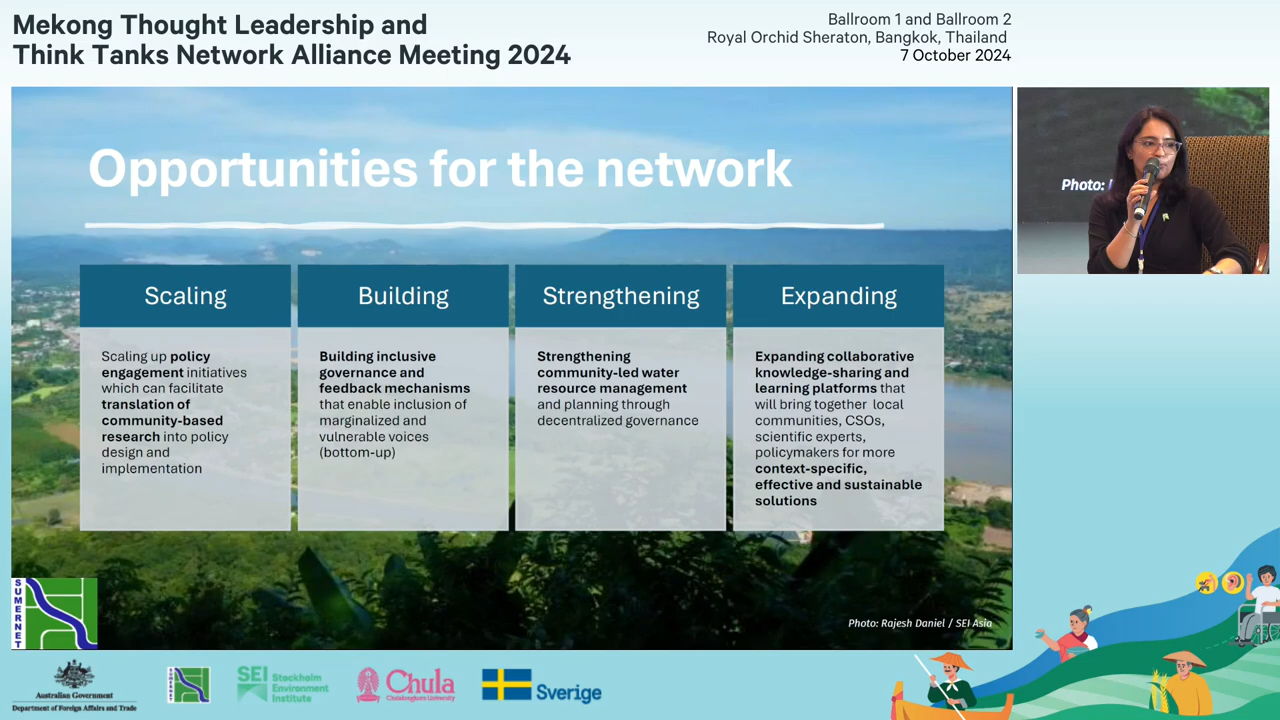 Mekong Thought Leadership and
Think Tanks Network Alliance Meeting 2024
Ballroom 1 and Ballroom 2
Royal Orchid Sheraton, Bangkok, Thailand
7 October 2024
Opportunities for the network
Scaling
Scaling up policy
engagement initiatives
which can facilitate
translation of
community-based
research into policy
design and
implementation
Building
Building inclusive
governance and
feedback mechanisms
that enable inclusion of
marginalized and
vulnerable voices
(bottom-up)
Strengthening
Strengthening
community-led water
resource management
and planning through
decentralized governance
Expanding
Expanding collaborative
knowledge-sharing and
learning platforms that
will bring together local
communities, CSOs,
scientific experts,
policymakers for more
context-specific,
effective and sustainable
solutions
Photo:
SUMERNET
Photo: Rajesh Daniel / SEI Asia
Australian Government
Department of Foreign Affairs and Trade
SUMERNET
SEI Stockholm
Environment
Institute
Chula
Chulalongkorn University
Sverige